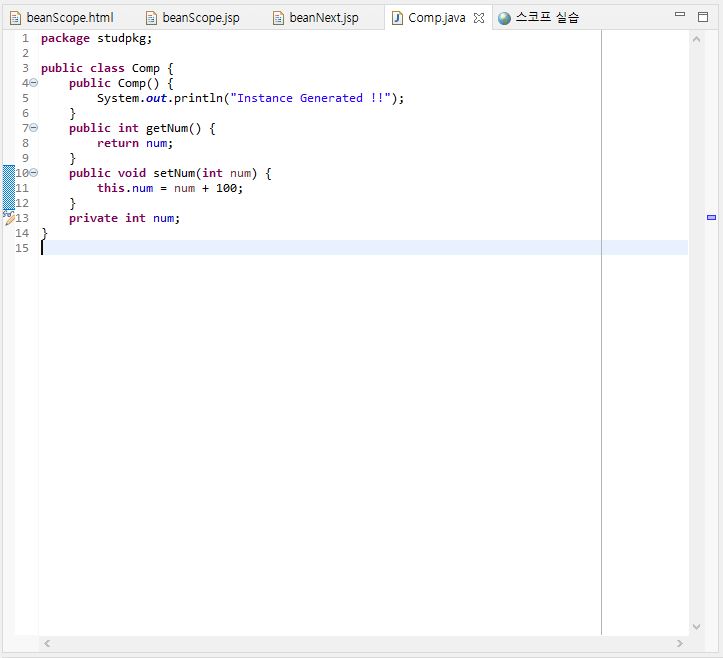 beanScope.html beanScope.jsp beanNext.jsp Comp.java 스코프 실습
1 package studpkg;
2
3 public class Comp {
4 public Comp() {
5 System.out.println("Instance Generated !!");
6 }
7 public int getNum() {
8 return num;
9 }
10 public void setNum(int num) {
11 this.num = num + 100;
12 }
13 private int num;
14 }
15